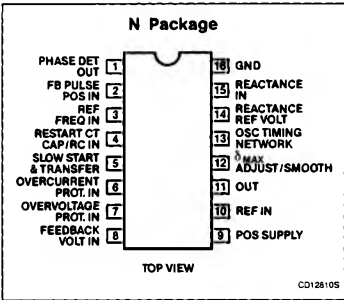 N Package
PHASE DET
OUT
1
FB PULSE
POS IN
2
REF
FREQ IN
3
RESTART CT
CAP/RC IN
4
SLOW START
& TRANSFER
5
OVERCURRENT
PROT. IN
6
OVERVOLTAGE
PROT. IN
7
FEEDBACK
VOLT IN
8
16 GND
15 REACTANCE
IN
14 REACTANCE
REF VOLT
13 OSC TIMING
NETWORK
12 δMAX
ADJUST/SMOOTH
11 OUT
10 REF IN
9 POS SUPPLY
TOP VIEW
CD12810S